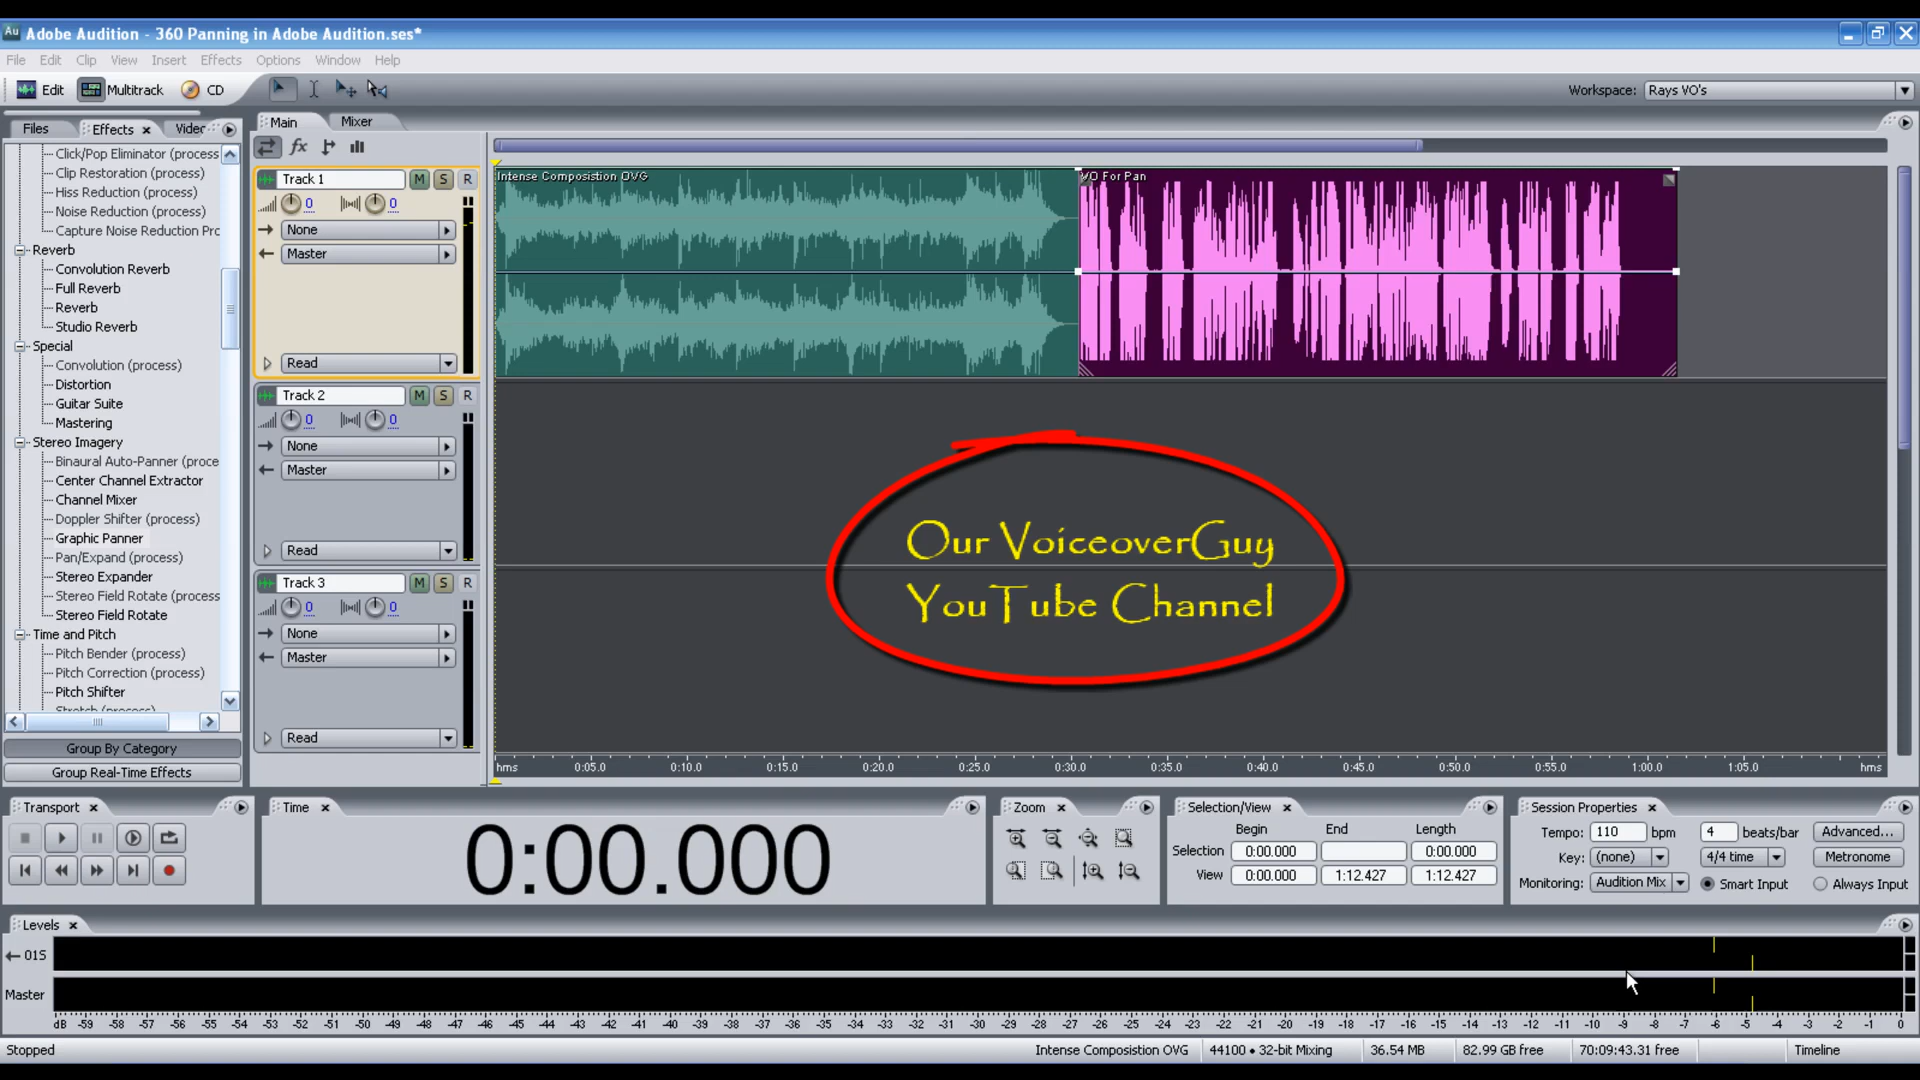 Au Adobe Audition - 360 Panning in Adobe Audition.ses*
File Edit Clip View Insert Effects Options Window Help
Edit Multitrack CD
Workspace: Rays VO's
Files Effects Videc
Click/Pop Eliminator (process
Clip Restoration (process)
Hiss Reduction (process)
Noise Reduction (process)
Capture Noise Reduction Prc
Reverb
Convolution Reverb
Full Reverb
Reverb
Studio Reverb
Special
Convolution (process)
Distortion
Guitar Suite
Mastering
Stereo Imagery
Binaural Auto-Panner (proce
Center Channel Extractor
Channel Mixer
Doppler Shifter (process)
Graphic Panner
Pan/Expand (process)
Stereo Expander
Stereo Field Rotate (process
Stereo Field Rotate
Time and Pitch
Pitch Bender (process)
Pitch Correction (process)
Pitch Shifter
Stretch (process)
Group By Category
Group Real-Time Effects
Main Mixer
fx
Track 1 M S R
0 0
None
Master
Read
Track 2 M S R
0 0
None
Master
Read
Track 3 M S R
0 0
None
Master
Read
Intense Composistion OVG
VO For Pan
Our VoiceoverGuy
YouTube Channel
hms 0:05.0 0:10.0 0:15.0 0:20.0 0:25.0 0:30.0 0:35.0 0:40.0 0:45.0 0:50.0 0:55.0 1:00.0 1:05.0 hms
Transport
Time
0:00.000
Zoom
Selection/View
Begin End Length
Selection 0:00.000 0:00.000
View 0:00.000 1:12.427 1:12.427
Session Properties
Tempo: 110 bpm 4 beats/bar Advanced...
Key: (none) 4/4 time Metronome
Monitoring: Audition Mix Smart Input Always Input
Levels
01S
Master
dB -59 -58 -57 -56 -55 -54 -53 -52 -51 -50 -49 -48 -47 -46 -45 -44 -43 -42 -41 -40 -39 -38 -37 -36 -35 -34 -33 -32 -31 -30 -29 -28 -27 -26 -25 -24 -23 -22 -21 -20 -19 -18 -17 -16 -15 -14 -13 -12 -11 -10 -9 -8 -7 -6 -5 -4 -3 -2 -1 0
Stopped
Intense Composistion OVG 44100 • 32-bit Mixing 36.54 MB 82.99 GB free 70:09:43.31 free Timeline